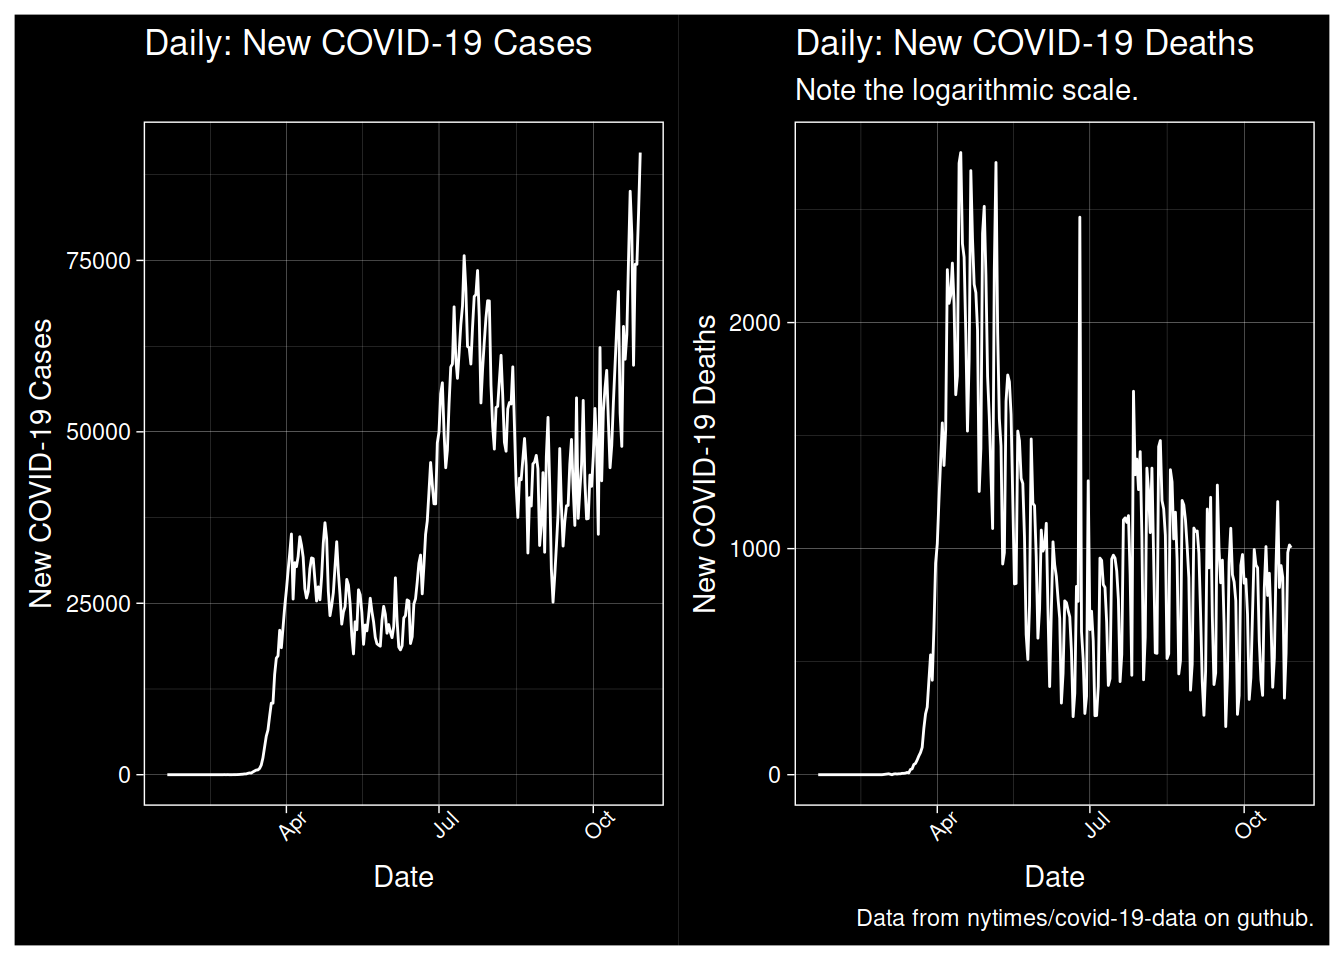 Daily: New COVID-19 Cases
New COVID-19 Cases
75000
50000
25000
0
Apr
Jul
Oct
Date
Daily: New COVID-19 Deaths
Note the logarithmic scale.
New COVID-19 Deaths
2000
1000
0
Apr
Jul
Oct
Date
Data from nytimes/covid-19-data on guthub.